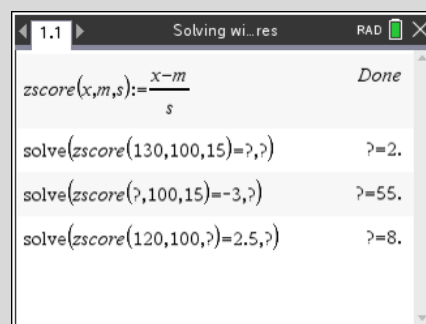 1.1 Solving wi...res RAD
zscore(x,m,s):=(x-m)/s Done
solve(zscore(130,100,15)=?,?) ?=2.
solve(zscore(?,100,15)=-3,?) ?=55.
solve(zscore(120,100,?)=2.5,?) ?=8.